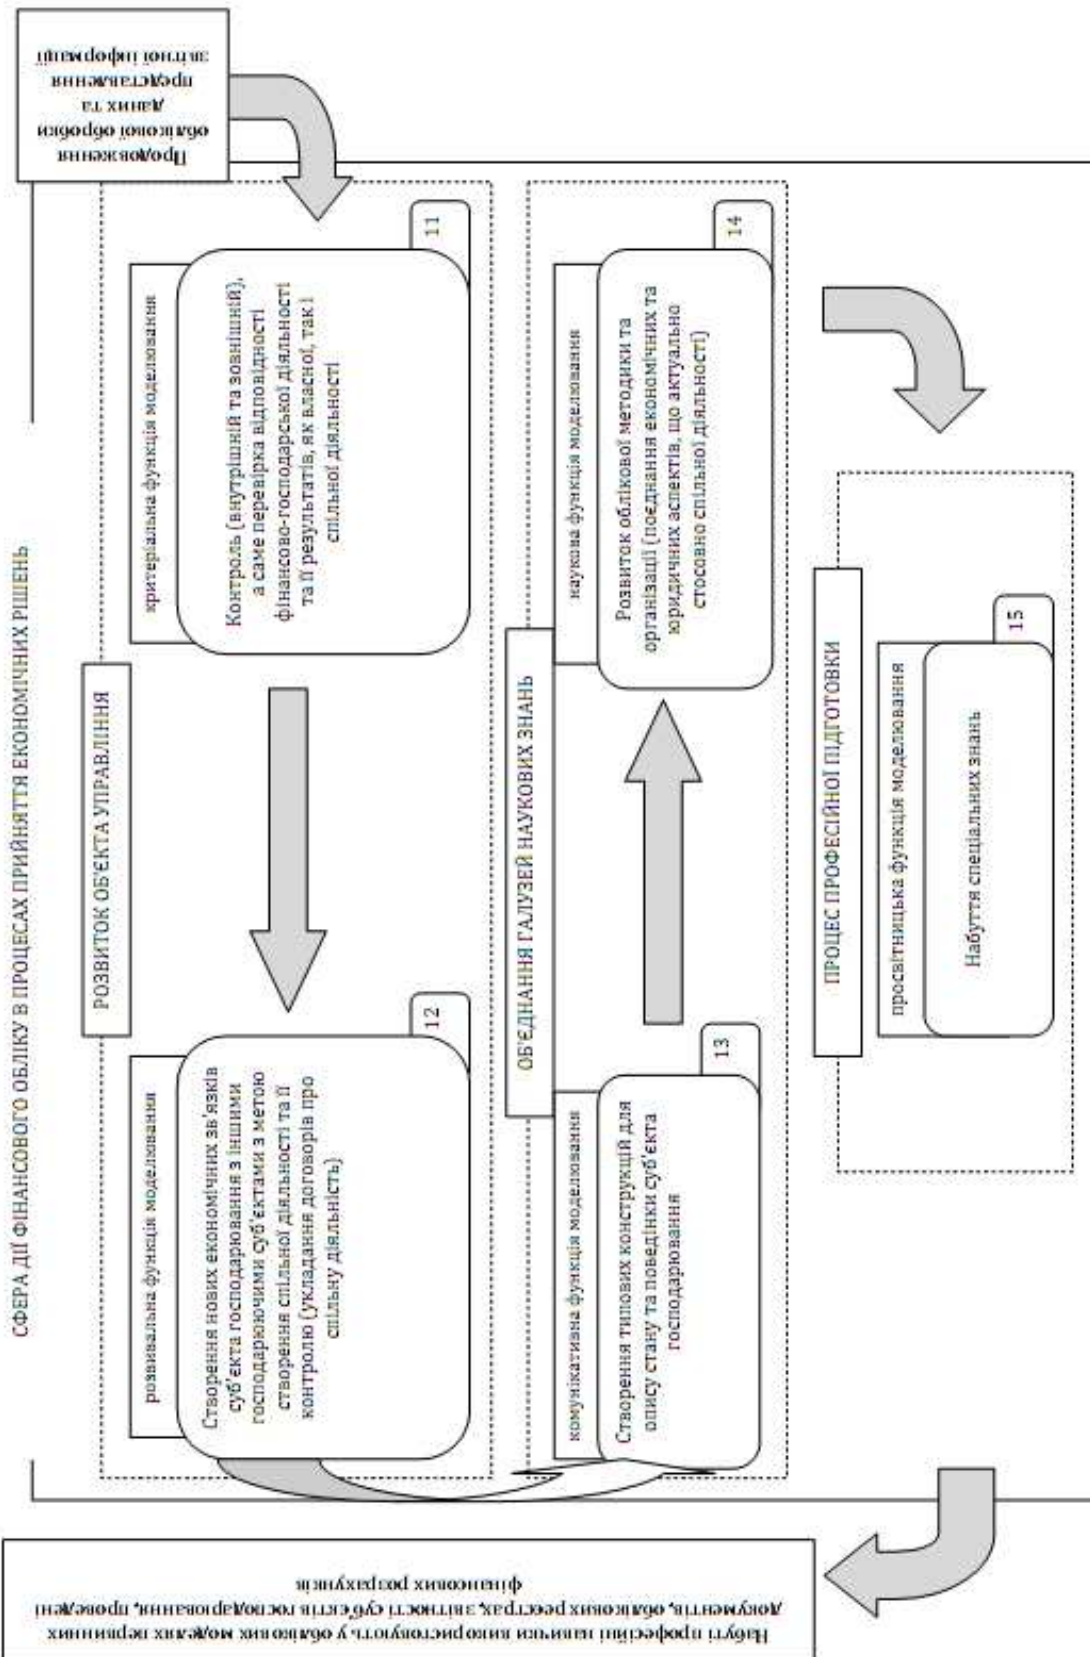 СФЕРА ДІЇ ФІНАНСОВОГО ОБЛІКУ В ПРОЦЕСАХ ПРИЙНЯТТЯ ЕКОНОМІЧНИХ РІШЕНЬ
Продовження
облікової обробки
даних та
представлення
звітної інформації
РОЗВИТОК ОБ'ЄКТА УПРАВЛІННЯ
критеріальна функція моделювання
11
Контроль (внутрішній та зовнішній),
а саме перевірка відповідності
фінансово-господарської діяльності
та її результатів, як власної, так і
спільної діяльності
розвивальна функція моделювання
12
Створення нових економічних зв'язків
суб'єкта господарювання з іншими
господарюючими суб'єктами з метою
створення спільної діяльності та її
контролю (укладання договорів про
спільну діяльність)
ОБ'ЄДНАННЯ ГАЛУЗЕЙ НАУКОВИХ ЗНАНЬ
комунікативна функція моделювання
13
Створення типових конструкцій для
опису стану та поведінки суб'єкта
господарювання
наукова функція моделювання
14
Розвиток облікової методики та
організації (поєднання економічних та
юридичних аспектів, що актуально
стосовно спільної діяльності)
ПРОЦЕС ПРОФЕСІЙНОЇ ПІДГОТОВКИ
просвітницька функція моделювання
15
Набуття спеціальних знань
Набуті професійні навички використовують у облікових моделях первинних
документів, облікових реєстрах, звітності суб'єктів господарювання, проведені
фінансових розрахунків